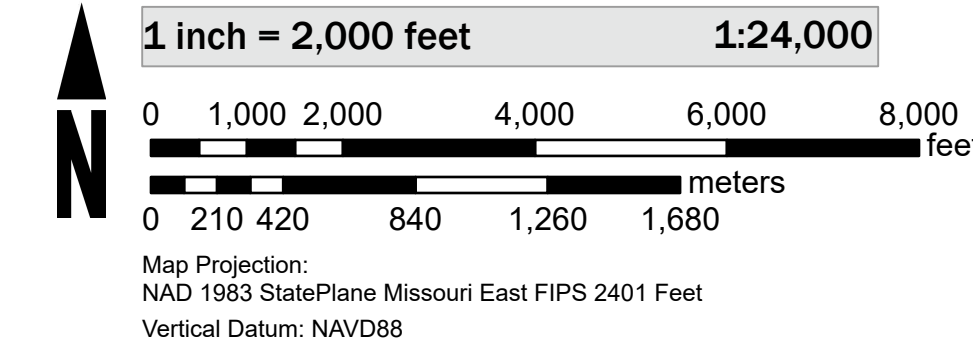 1 inch = 2,000 feet 1:24,000
0 1,000 2,000 4,000 6,000 8,000
feet
N
meters
0 210 420 840 1,260 1,680
Map Projection:
NAD 1983 StatePlane Missouri East FIPS 2401 Feet
Vertical Datum: NAVD88